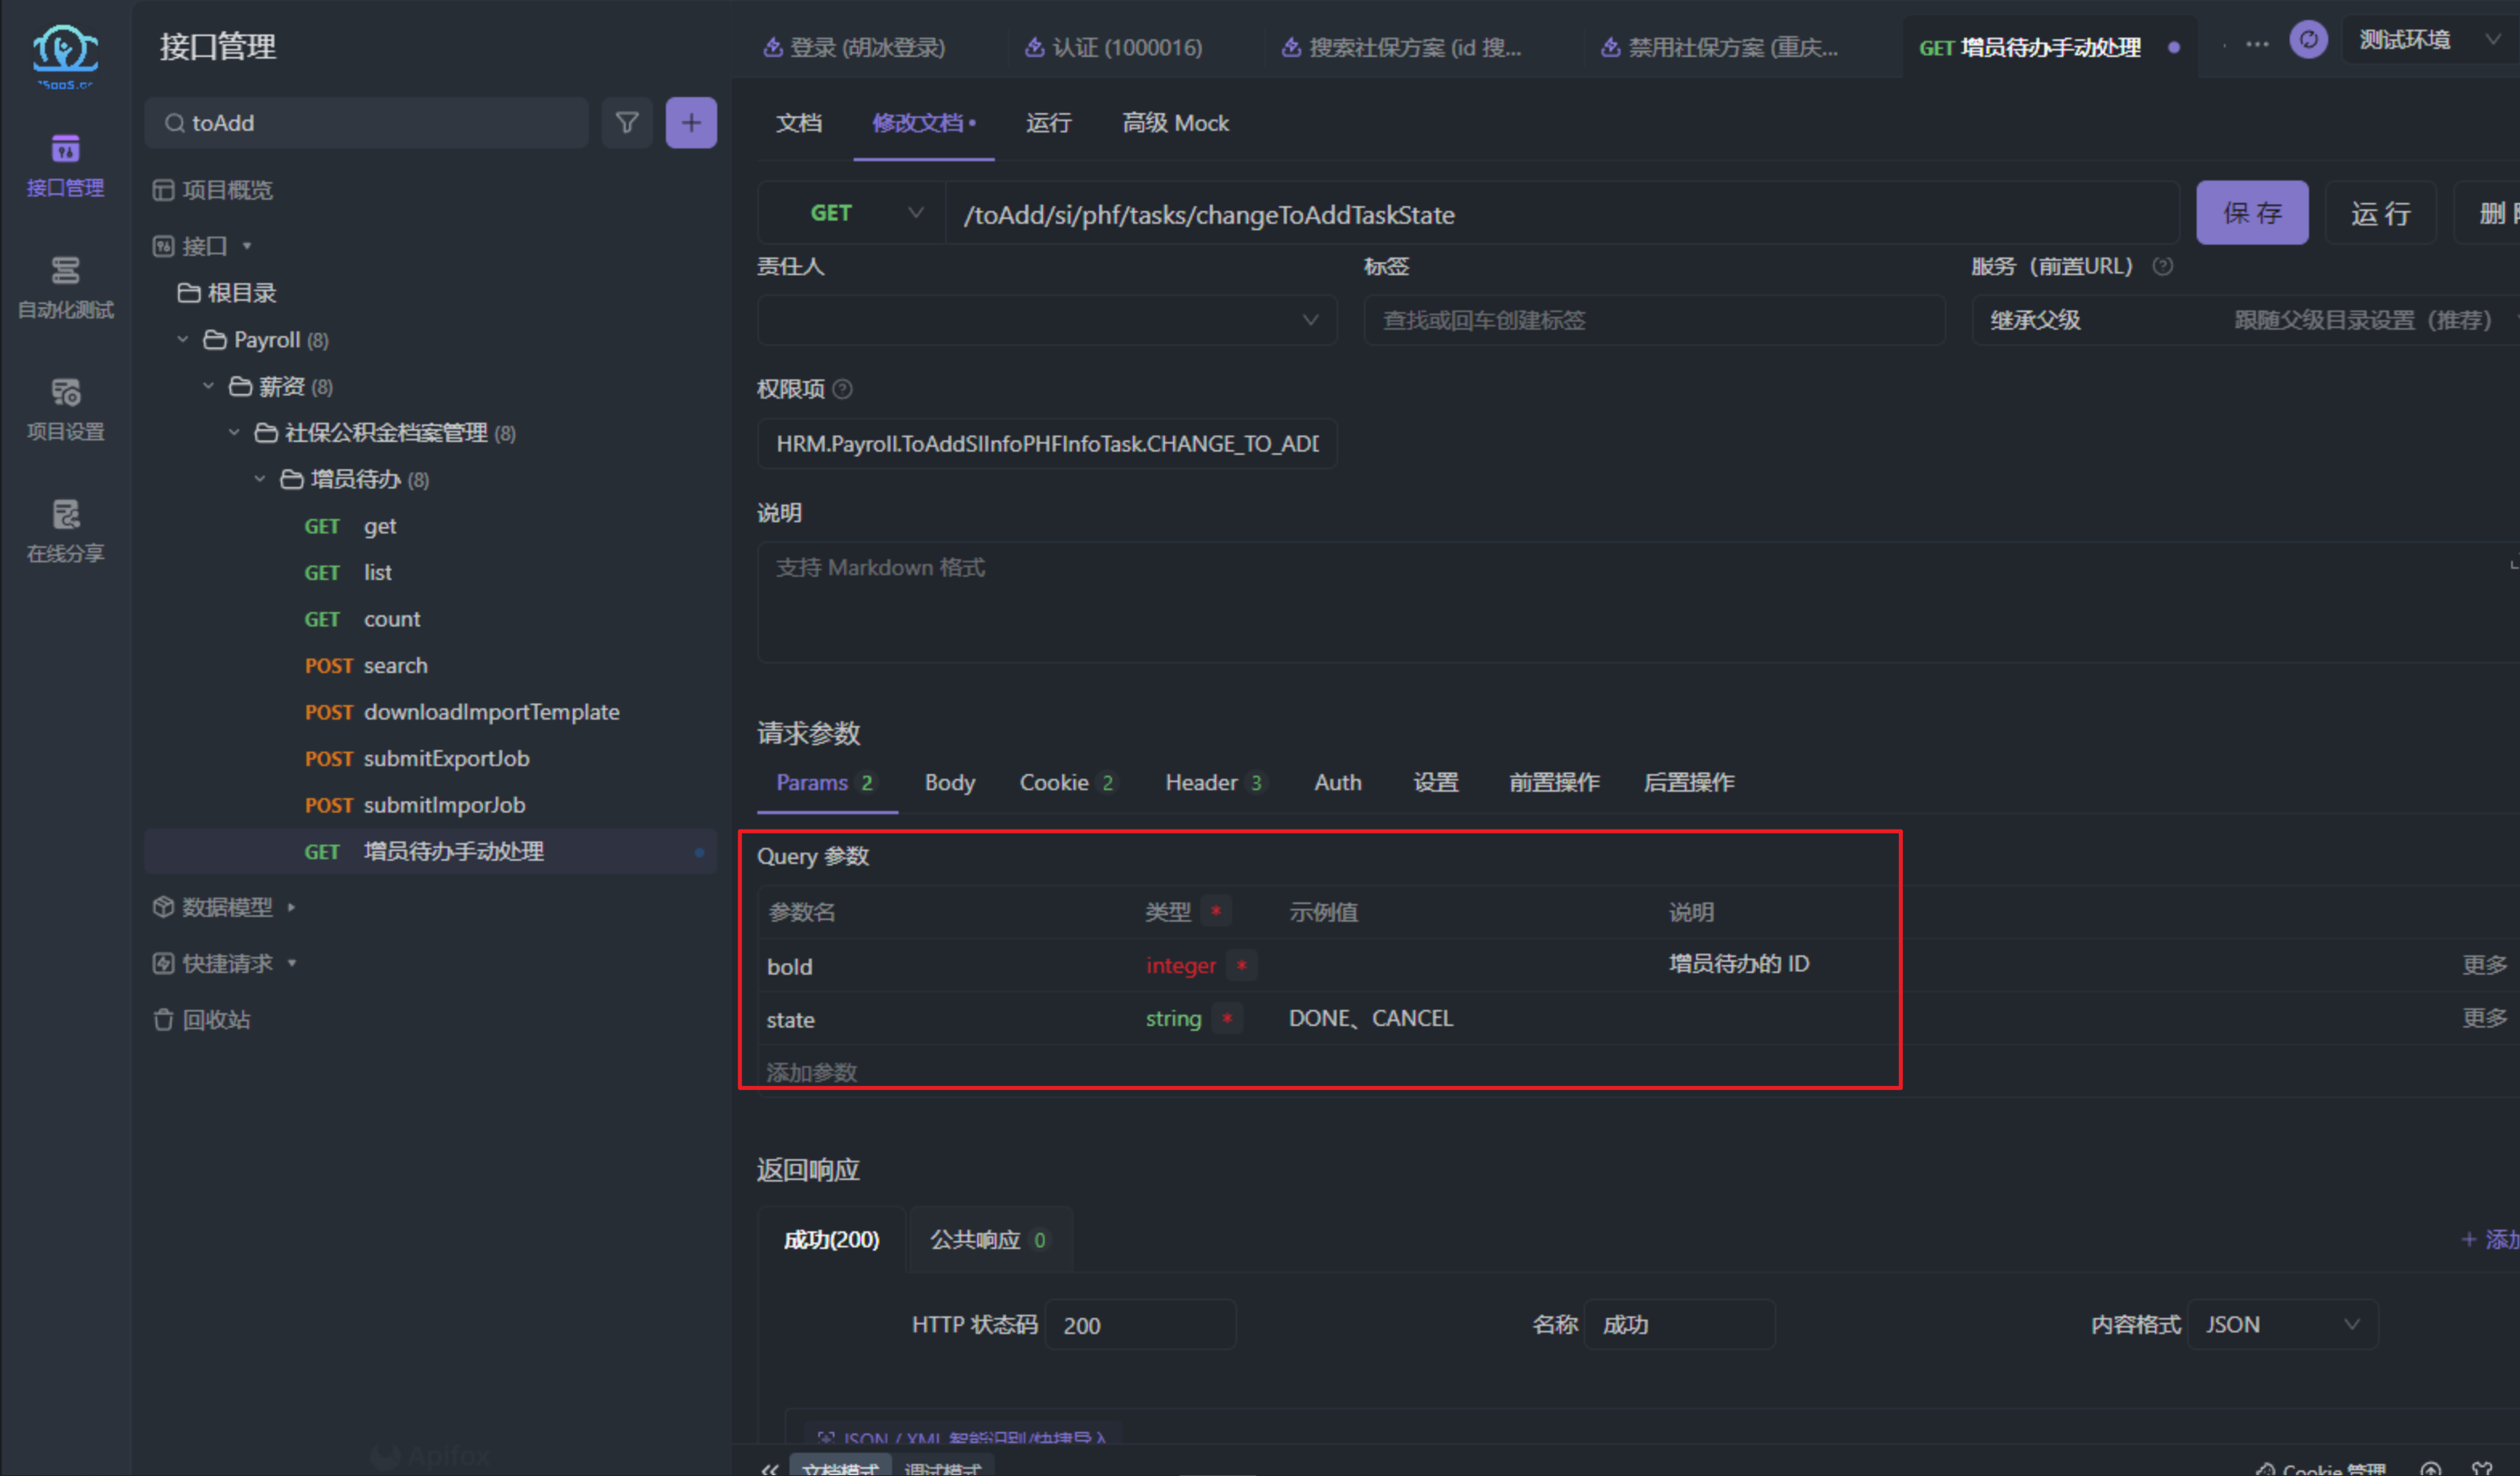 接口管理
登录 (胡冰登录)
认证 (1000016)
搜索社保方案 (id 搜...
禁用社保方案 (重庆...
GET 增员待办手动处理
测试环境
toAdd
文档
修改文档
运行
高级 Mock
接口管理
项目概览
GET
/toAdd/si/phf/tasks/changeToAddTaskState
保 存
运 行
删
接口
责任人
标签
服务（前置URL）
自动化测试
根目录
查找或回车创建标签
继承父级
跟随父级目录设置（推荐）
Payroll (8)
薪资 (8)
权限项
项目设置
社保公积金档案管理 (8)
HRM.Payroll.ToAddSIInfoPHFInfoTask.CHANGE_TO_AD
增员待办 (8)
说明
在线分享
GET get
支持 Markdown 格式
GET list
GET count
POST search
POST downloadImportTemplate
请求参数
POST submitExportJob
Params 2
Body
Cookie 2
Header 3
Auth
设置
前置操作
后置操作
POST submitImporJob
GET 增员待办手动处理
Query 参数
数据模型
参数名
类型 *
示例值
说明
快捷请求
bold
integer *
增员待办的 ID
更多
回收站
state
string *
DONE、CANCEL
更多
添加参数
返回响应
成功(200)
公共响应 0
+ 添加
HTTP 状态码
200
名称
成功
内容格式
JSON
JSON / XML 智能识别/快捷导入
Apifox
文档模式
调试模式
Cookie 管理